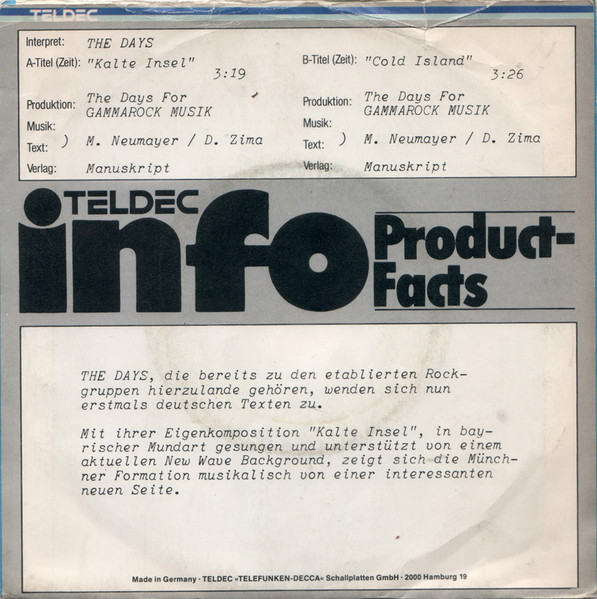 TELDEC
Interpret: THE DAYS
A-Titel (Zeit): "Kalte Insel"
3:19
Produktion: The Days For
GAMMAROCK MUSIK
Musik:
Text: ) M. Neumayer / D. Zima
Verlag: Manuskript
B-Titel (Zeit): "Cold Island"
3:26
Produktion: The Days For
GAMMAROCK MUSIK
Musik:
Text: ) M. Neumayer / D. Zima
Verlag: Manuskript
TELDEC
info
Product-
Facts
THE DAYS, die bereits zu den etablierten Rock-
gruppen hierzulande gehören, wenden sich nun
erstmals deutschen Texten zu.
Mit ihrer Eigenkomposition "Kalte Insel", in bay-
rischer Mundart gesungen und unterstützt von einem
aktuellen New Wave Background, zeigt sich die Münch-
ner Formation musikalisch von einer interessanten
neuen Seite.
Made in Germany · TELDEC »TELEFUNKEN-DECCA« Schallplatten GmbH · 2000 Hamburg 19